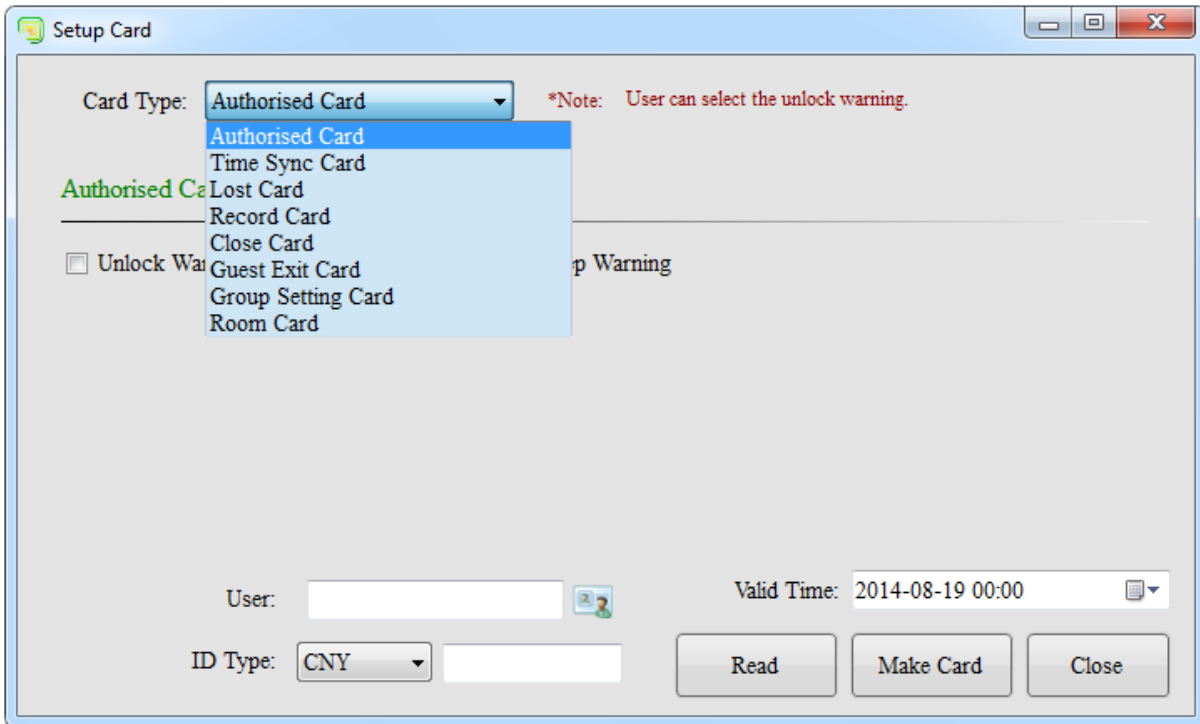 Setup Card
Card Type: Authorised Card *Note: User can select the unlock warning.
Authorised Card
Time Sync Card
Lost Card
Record Card
Close Card
Guest Exit Card
Group Setting Card
Room Card
Authorised
Unlock Warning
User:
Valid Time: 2014-08-19 00:00
ID Type: CNY
Read Make Card Close